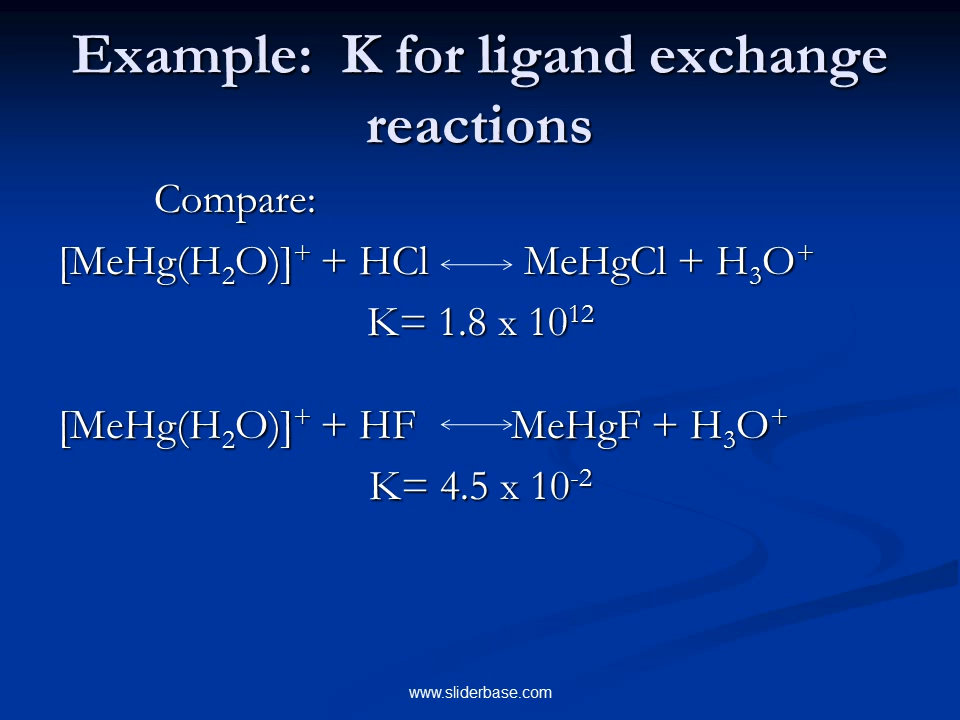 Example: K for ligand exchange
reactions
Compare:
[MeHg(H₂O)]⁺ + HCl ⟷ MeHgCl + H₃O⁺
K= 1.8 x 10¹²
[MeHg(H₂O)]⁺ + HF ⟷ MeHgF + H₃O⁺
K= 4.5 x 10⁻²
www.sliderbase.com